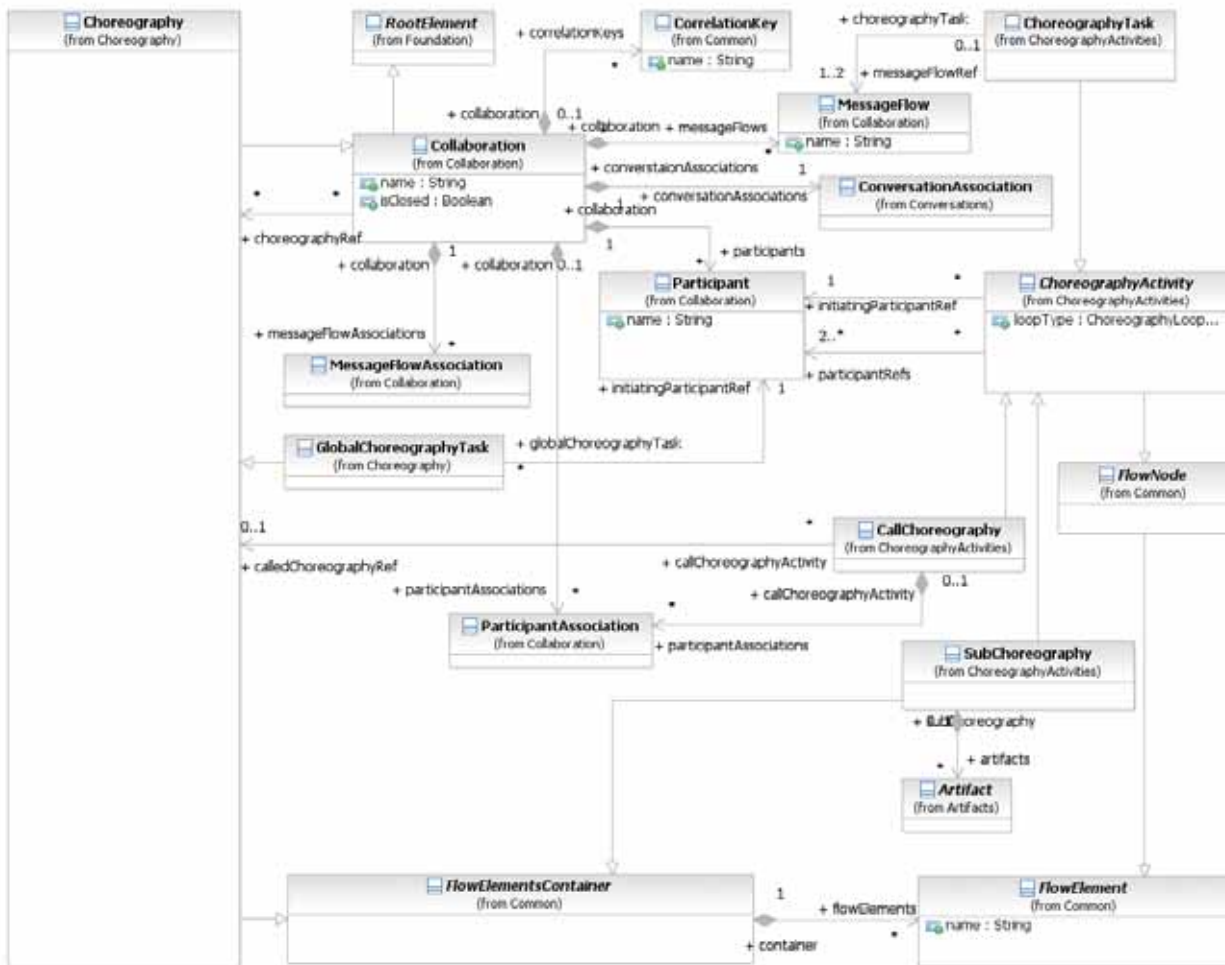 Choreography
(from Choreography)
RootElement
(from Foundation)
+ correlationKeys
*
CorrelationKey
(from Common)
name : String
+ choreographyTask
0..1
ChoreographyTask
(from ChoreographyActivities)
1..2 + messageFlowRef
+ collaboration 0..1
MessageFlow
(from Collaboration)
name : String
Collaboration
(from Collaboration)
name : String
isClosed : Boolean
+ collaboration + messageFlows
*
+ converstaionAssociations
1
+ conversationAssociations
ConversationAssociation
(from Conversations)
1
+ collaboration
1
* *
+ choreographyRef
+ collaboration
1
+ collaboration 0..1
+ participants
*
Participant
(from Collaboration)
name : String
1 *
+ initiatingParticipantRef
2..* *
+ participantRefs
ChoreographyActivity
(from ChoreographyActivities)
loopType : ChoreographyLoop...
+ messageFlowAssociations
*
MessageFlowAssociation
(from Collaboration)
+ initiatingParticipantRef 1
GlobalChoreographyTask
(from Choreography)
+ globalChoreographyTask
*
FlowNode
(from Common)
0..1
*
+ calledChoreographyRef
CallChoreography
(from ChoreographyActivities)
+ callChoreographyActivity
0..1
+ callChoreographyActivity
+ participantAssociations *
*
ParticipantAssociation
(from Collaboration)
+ participantAssociations
SubChoreography
(from ChoreographyActivities)
+ artifacts
*
Artifact
(from Artifacts)
FlowElementsContainer
(from Common)
1
+ flowElements
*
+ container
FlowElement
(from Common)
name : String